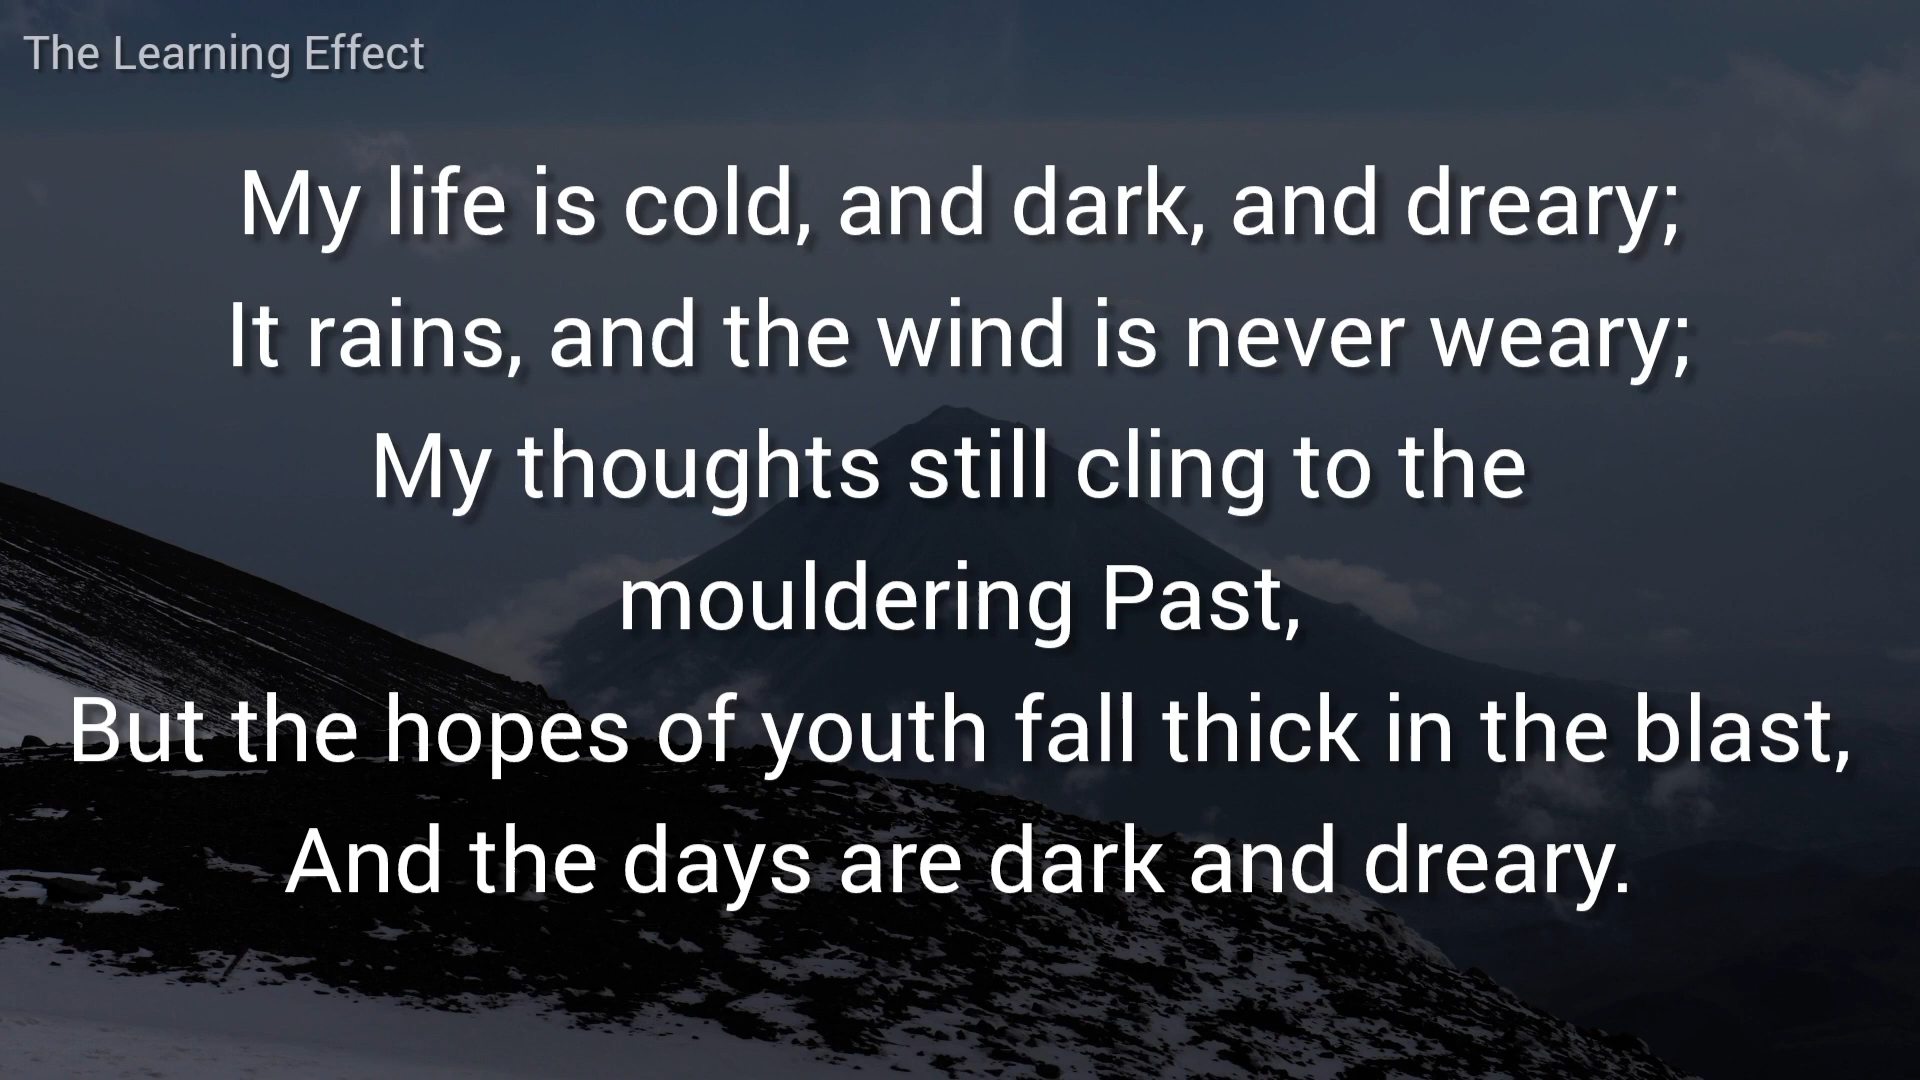 The Learning Effect
My life is cold, and dark, and dreary;
It rains, and the wind is never weary;
My thoughts still cling to the
mouldering Past,
But the hopes of youth fall thick in the blast,
And the days are dark and dreary.